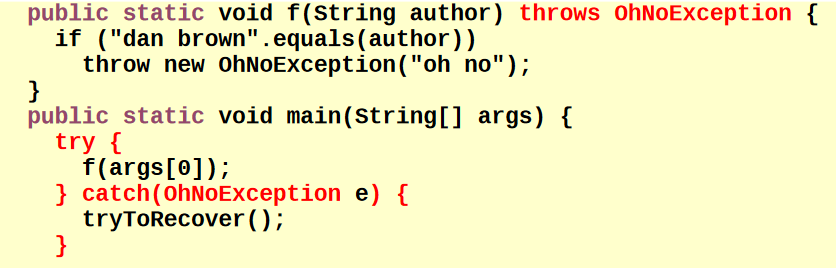 public static void f(String author) throws OhNoException {
if ("dan brown".equals(author))
throw new OhNoException("oh no");
}
public static void main(String[] args) {
try {
f(args[0]);
} catch(OhNoException e) {
tryToRecover();
}